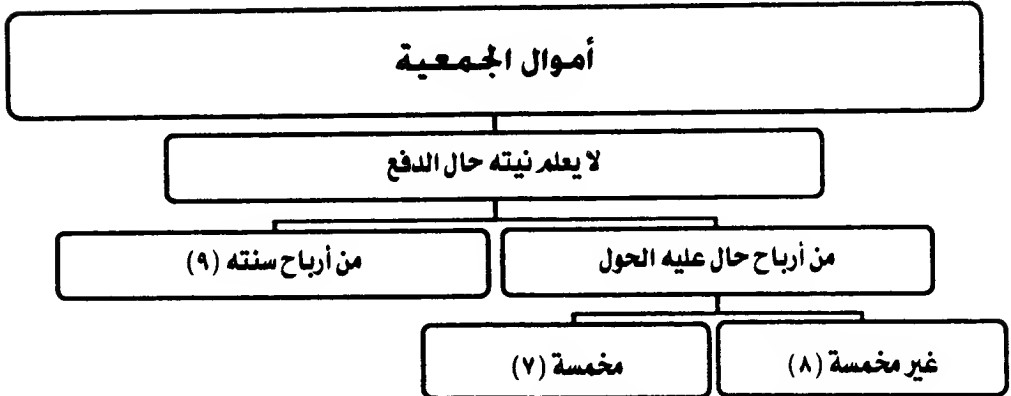 أموال الجمعية
لا يعلم نيته حال الدفع
من أرباح حال عليه الحول
من أرباح سنته (٩)
غير مخمسة (٨)
مخمسة (٧)